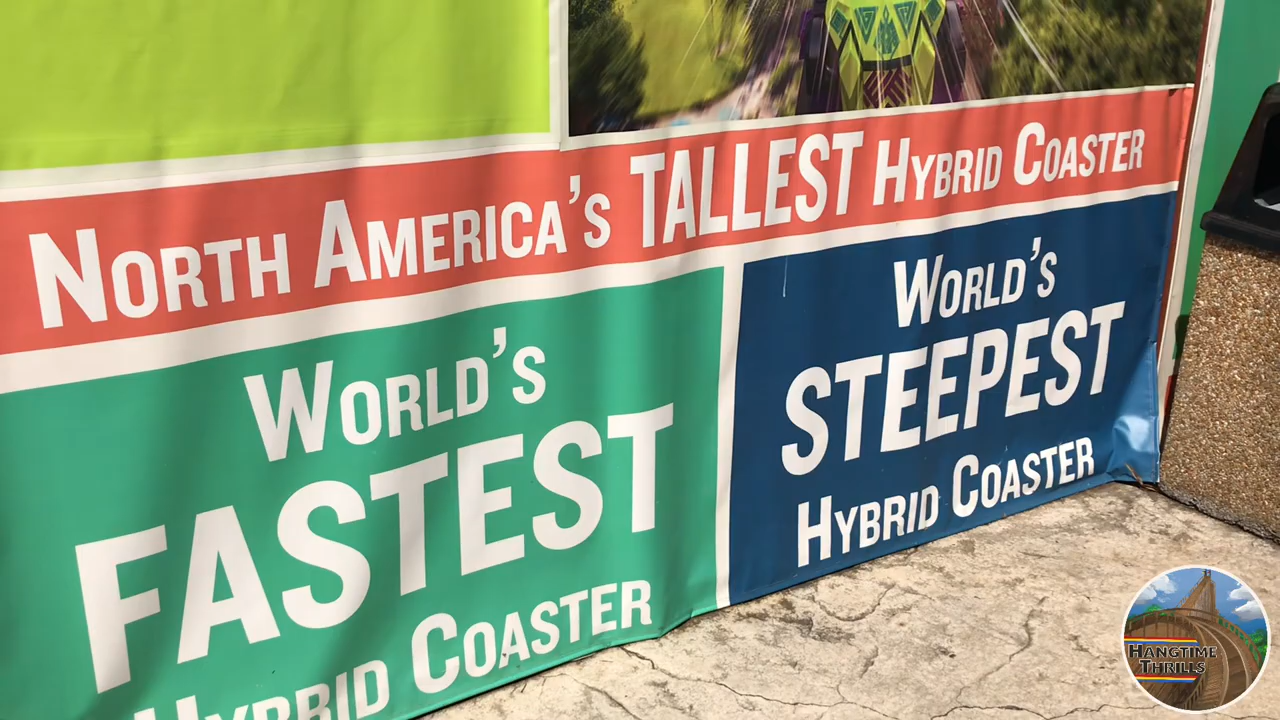 North America's TALLEST Hybrid Coaster
World's
FASTEST
Hybrid Coaster
World's
STEEPEST
Hybrid Coaster
Hangtime
Thrills